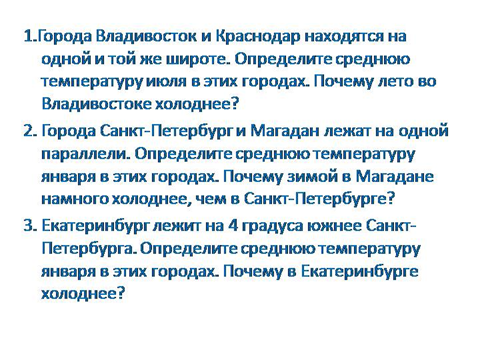 1.Города Владивосток и Краснодар находятся на
одной и той же широте. Определите среднюю
температуру июля в этих городах. Почему лето во
Владивостоке холоднее?
2. Города Санкт-Петербург и Магадан лежат на одной
параллели. Определите среднюю температуру
января в этих городах. Почему зимой в Магадане
намного холоднее, чем в Санкт-Петербурге?
3. Екатеринбург лежит на 4 градуса южнее Санкт-
Петербурга. Определите среднюю температуру
января в этих городах. Почему в Екатеринбурге
холоднее?